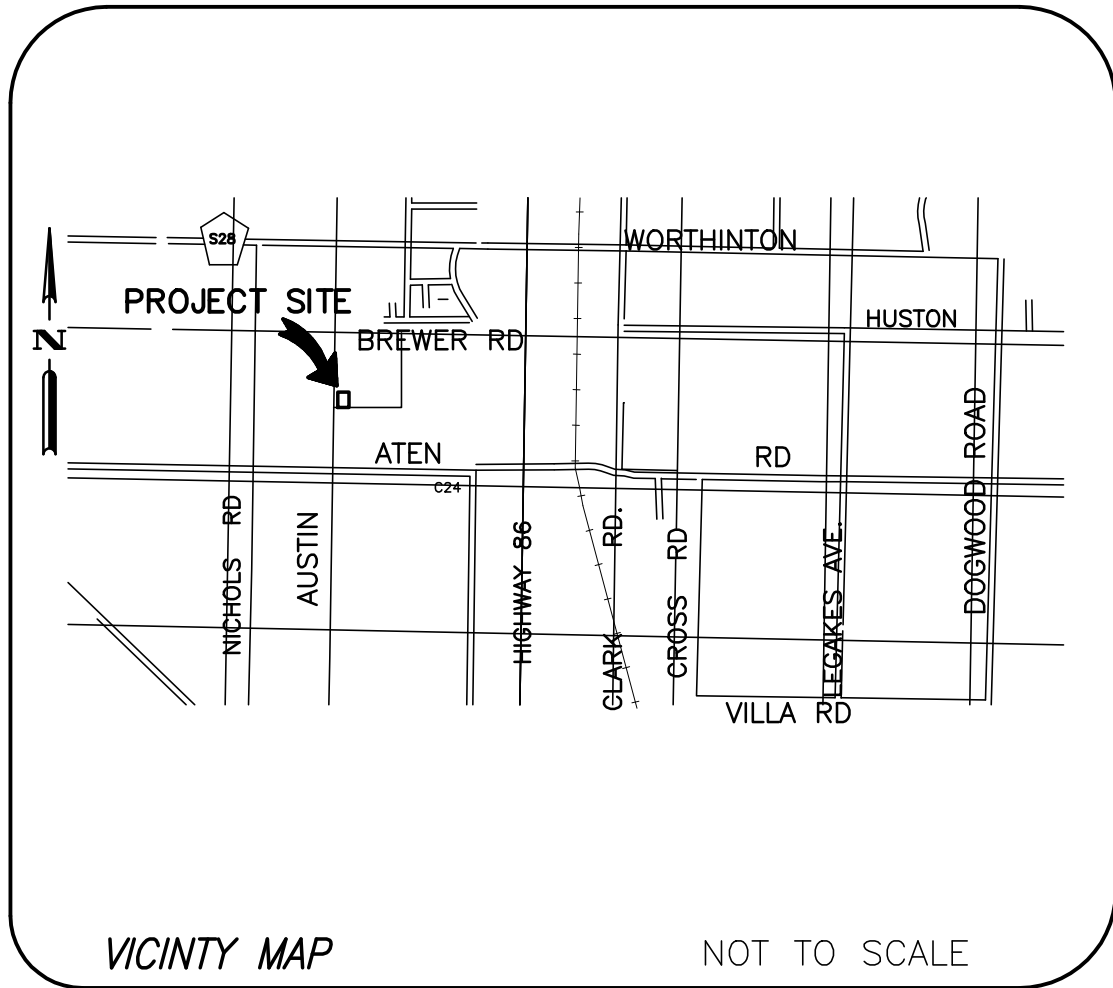 S28
WORTHINTON
PROJECT SITE
HUSTON
N
BREWER RD
ATEN RD
C24
NICHOLS RD
AUSTIN
HIGHWAY 86
CLARK RD.
CROSS RD
LEGAKES AVE.
DOGWOOD ROAD
VILLA RD
VICINTY MAP
NOT TO SCALE